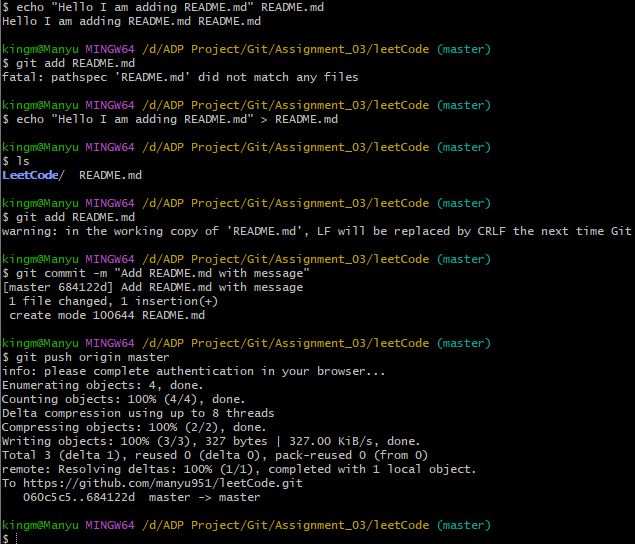 $ echo "Hello I am adding README.md" README.md
Hello I am adding README.md README.md
kingm@Manyu MINGW64 /d/ADP Project/Git/Assignment_03/leetCode (master)
$ git add README.md
fatal: pathspec 'README.md' did not match any files
kingm@Manyu MINGW64 /d/ADP Project/Git/Assignment_03/leetCode (master)
$ echo "Hello I am adding README.md" > README.md
kingm@Manyu MINGW64 /d/ADP Project/Git/Assignment_03/leetCode (master)
$ ls
LeetCode/  README.md
kingm@Manyu MINGW64 /d/ADP Project/Git/Assignment_03/leetCode (master)
$ git add README.md
warning: in the working copy of 'README.md', LF will be replaced by CRLF the next time Git
kingm@Manyu MINGW64 /d/ADP Project/Git/Assignment_03/leetCode (master)
$ git commit -m "Add README.md with message"
[master 684122d] Add README.md with message
 1 file changed, 1 insertion(+)
 create mode 100644 README.md
kingm@Manyu MINGW64 /d/ADP Project/Git/Assignment_03/leetCode (master)
$ git push origin master
info: please complete authentication in your browser...
Enumerating objects: 4, done.
Counting objects: 100% (4/4), done.
Delta compression using up to 8 threads
Compressing objects: 100% (2/2), done.
Writing objects: 100% (3/3), 327 bytes | 327.00 KiB/s, done.
Total 3 (delta 1), reused 0 (delta 0), pack-reused 0 (from 0)
remote: Resolving deltas: 100% (1/1), completed with 1 local object.
To https://github.com/manyu951/leetCode.git
   060c5c5..684122d  master -> master
kingm@Manyu MINGW64 /d/ADP Project/Git/Assignment_03/leetCode (master)
$